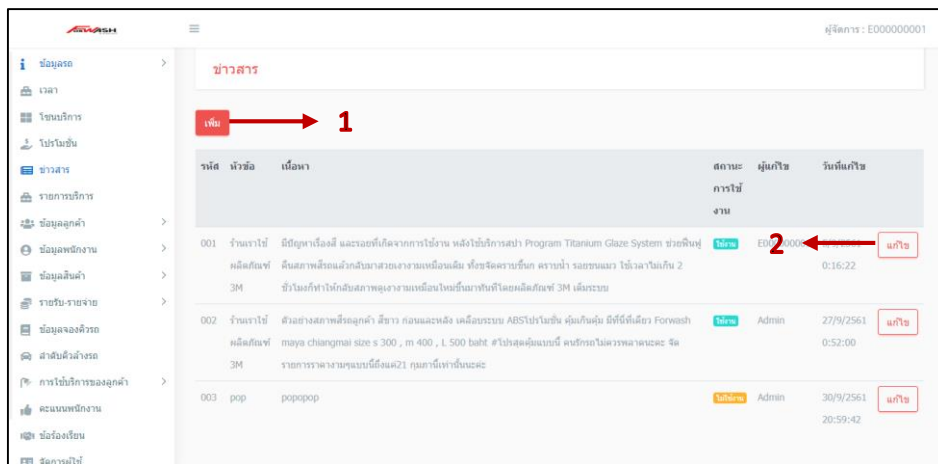 ผู้จัดการ : E000000001
ข้อมูลรถ
เวลา
โซนบริการ
โปรโมชั่น
ข่าวสาร
รายการบริการ
ข้อมูลลูกค้า
ข้อมูลพนักงาน
ข้อมูลสินค้า
รายรับ-รายจ่าย
ข้อมูลจองคิวรถ
ลำดับคิวล้างรถ
การใช้บริการของลูกค้า
คะแนนพนักงาน
ข้อร้องเรียน
จัดการผู้ใช้
ข่าวสาร
เพิ่ม 1
รหัส หัวข้อ เนื้อหา สถานะ ผู้แก้ไข วันที่แก้ไข
การใช้
งาน
001 ร้านเราใช้ มีปัญหาเรื่องสี และรอยที่เกิดจากการใช้งาน หลังใช้บริการสปา Program Titanium Glaze System ช่วยฟื้นฟู ใช้งาน 2 แก้ไข
ผลิตภัณฑ์ คืนสภาพสีรถแล้วกลับมาสวยเงางามเหมือนเดิม ทั้งขจัดคราบขี้นก คราบน้ำ รอยขนแมว ใช้เวลาไม่เกิน 2 0:16:22
3M ชั่วโมงก็ทำให้กลับสภาพดูเงางามเหมือนใหม่ขึ้นมาทันทีโดยผลิตภัณฑ์ 3M เต็มระบบ
002 ร้านเราใช้ ตัวอย่างสภาพสีรถลูกค้า สีขาว ก่อนและหลัง เคลือบระบบ ABSโปรโมชั่น คุ้มเกินคุ้ม มีที่นี่ที่เดียว Forwash ใช้งาน Admin 27/9/2561 แก้ไข
ผลิตภัณฑ์ maya chiangmai size s 300 , m 400 , L 500 baht #โปรสุดคุ้มแบบนี้ คนรักรถไม่ควรพลาดนะคะ จัด 0:52:00
3M รายการราคางามๆแบบนี้ถึงแค่21 กุมภานี้เท่านั้นนะคะ
003 pop popopop ไม่ใช้งาน Admin 30/9/2561 แก้ไข
20:59:42